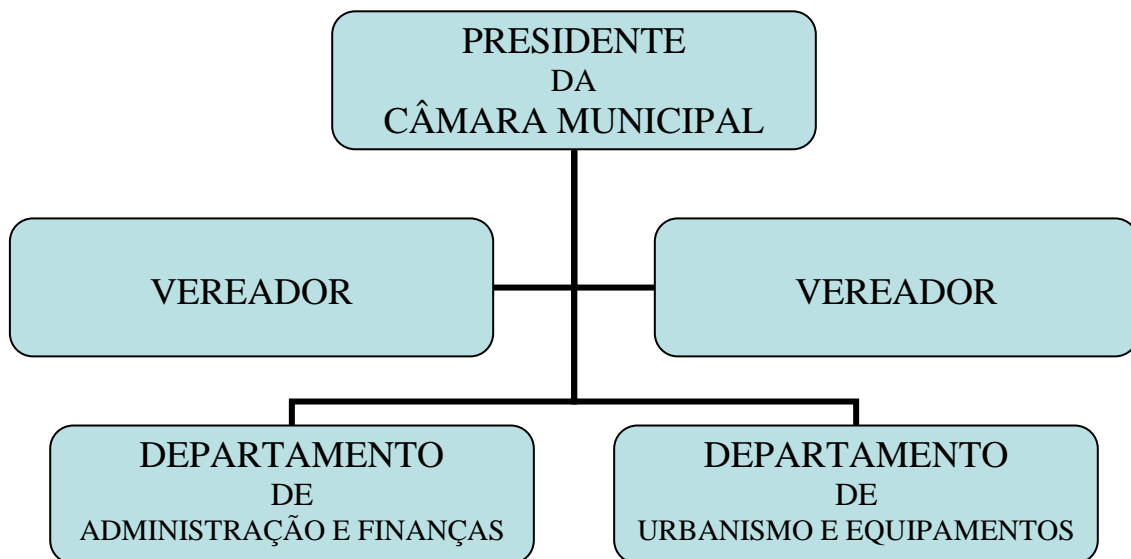 PRESIDENTE
DA
CÂMARA MUNICIPAL
VEREADOR
VEREADOR
DEPARTAMENTO
DE
ADMINISTRAÇÃO E FINANÇAS
DEPARTAMENTO
DE
URBANISMO E EQUIPAMENTOS